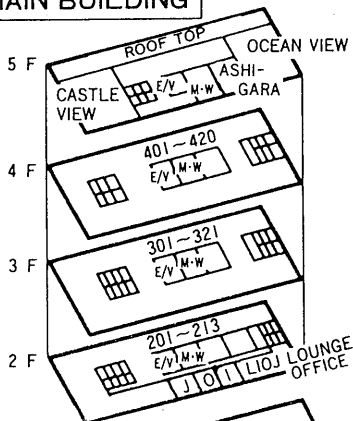 MAIN BUILDING
ROOF TOP
OCEAN VIEW
5 F
CASTLE VIEW
E/V
M·W
ASHI-
GARA
401~420
4 F
E/V
M·W
301~321
3 F
E/V
M·W
201~213
2 F
E/V
M·W
J
O
I
LIOJ LOUNGE
OFFICE